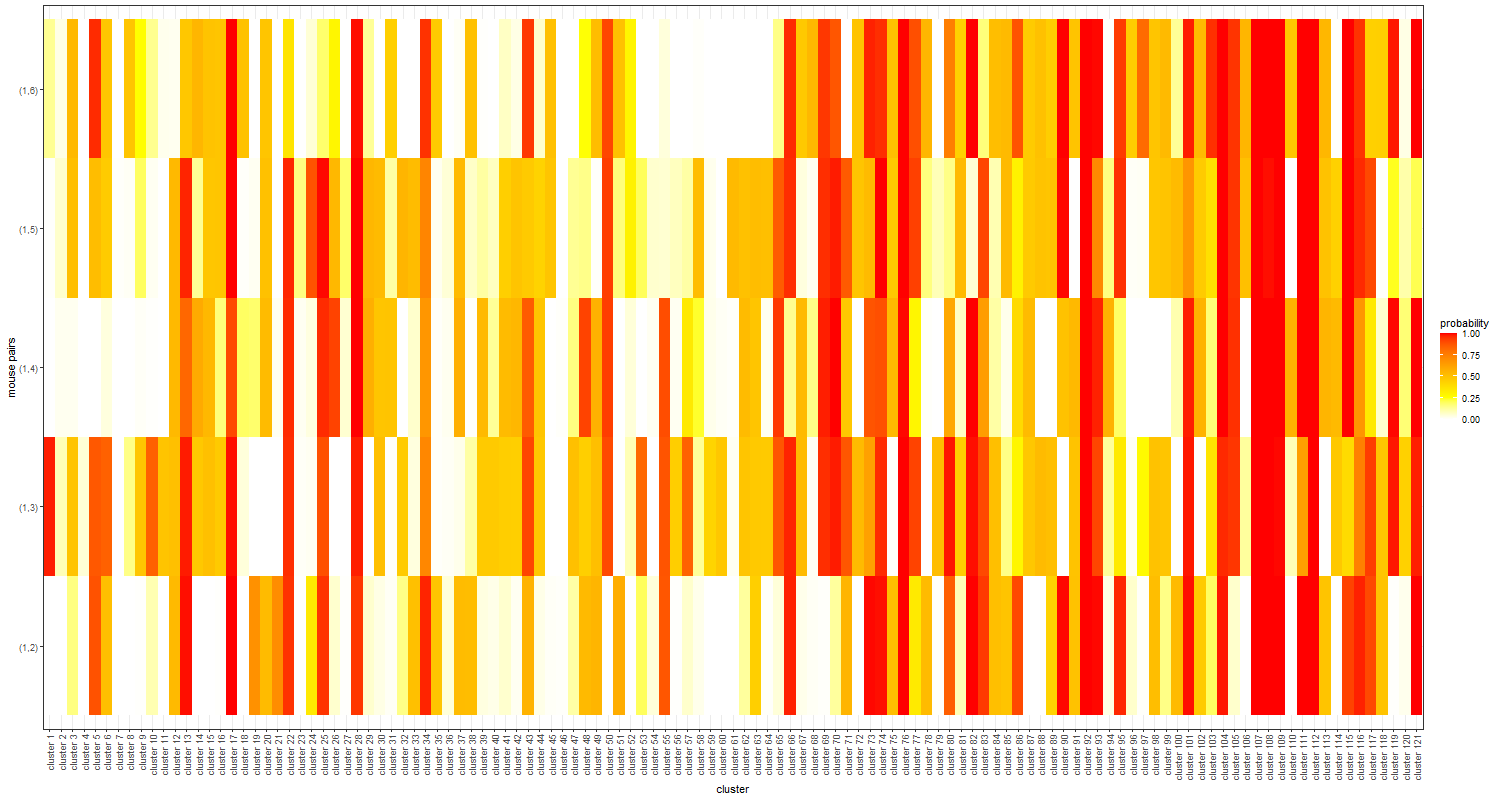 (1,6)
(1,5)
(1,4)
(1,3)
(1,2)
mouse pairs
cluster 1
cluster 2
cluster 3
cluster 4
cluster 5
cluster 6
cluster 7
cluster 8
cluster 9
cluster 10
cluster 11
cluster 12
cluster 13
cluster 14
cluster 15
cluster 16
cluster 17
cluster 18
cluster 19
cluster 20
cluster 21
cluster 22
cluster 23
cluster 24
cluster 25
cluster 26
cluster 27
cluster 28
cluster 29
cluster 30
cluster 31
cluster 32
cluster 33
cluster 34
cluster 35
cluster 36
cluster 37
cluster 38
cluster 39
cluster 40
cluster 41
cluster 42
cluster 43
cluster 44
cluster 45
cluster 46
cluster 47
cluster 48
cluster 49
cluster 50
cluster 51
cluster 52
cluster 53
cluster 54
cluster 55
cluster 56
cluster 57
cluster 58
cluster 59
cluster 60
cluster 61
cluster 62
cluster 63
cluster 64
cluster 65
cluster 66
cluster 67
cluster 68
cluster 69
cluster 70
cluster 71
cluster 72
cluster 73
cluster 74
cluster 75
cluster 76
cluster 77
cluster 78
cluster 79
cluster 80
cluster 81
cluster 82
cluster 83
cluster 84
cluster 85
cluster 86
cluster 87
cluster 88
cluster 89
cluster 90
cluster 91
cluster 92
cluster 93
cluster 94
cluster 95
cluster 96
cluster 97
cluster 98
cluster 99
cluster 100
cluster 101
cluster 102
cluster 103
cluster 104
cluster 105
cluster 106
cluster 107
cluster 108
cluster 109
cluster 110
cluster 111
cluster 112
cluster 113
cluster 114
cluster 115
cluster 116
cluster 117
cluster 118
cluster 119
cluster 120
cluster 121
cluster
probability
1.00
0.75
0.50
0.25
0.00